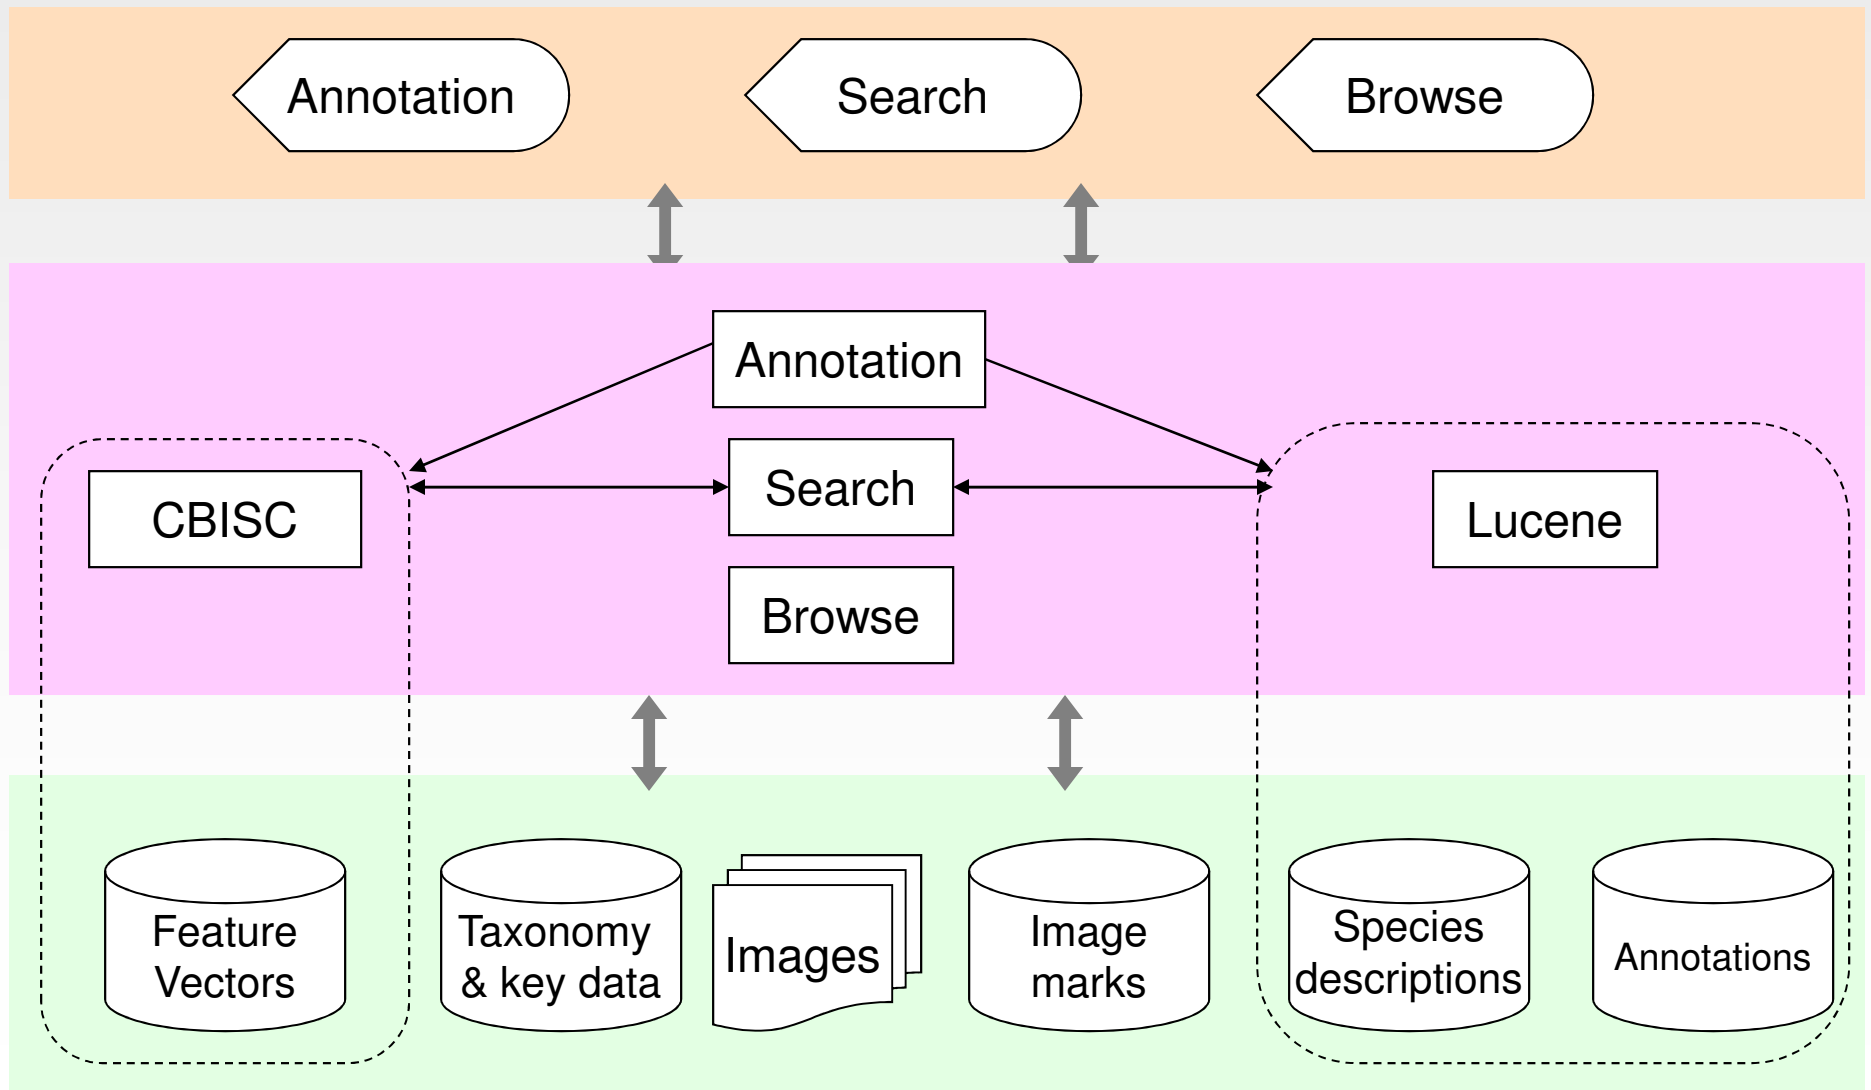 Annotation
Search
Browse
Annotation
CBISC
Search
Lucene
Browse
Feature
Vectors
Taxonomy
& key data
Images
Image
marks
Species
descriptions
Annotations